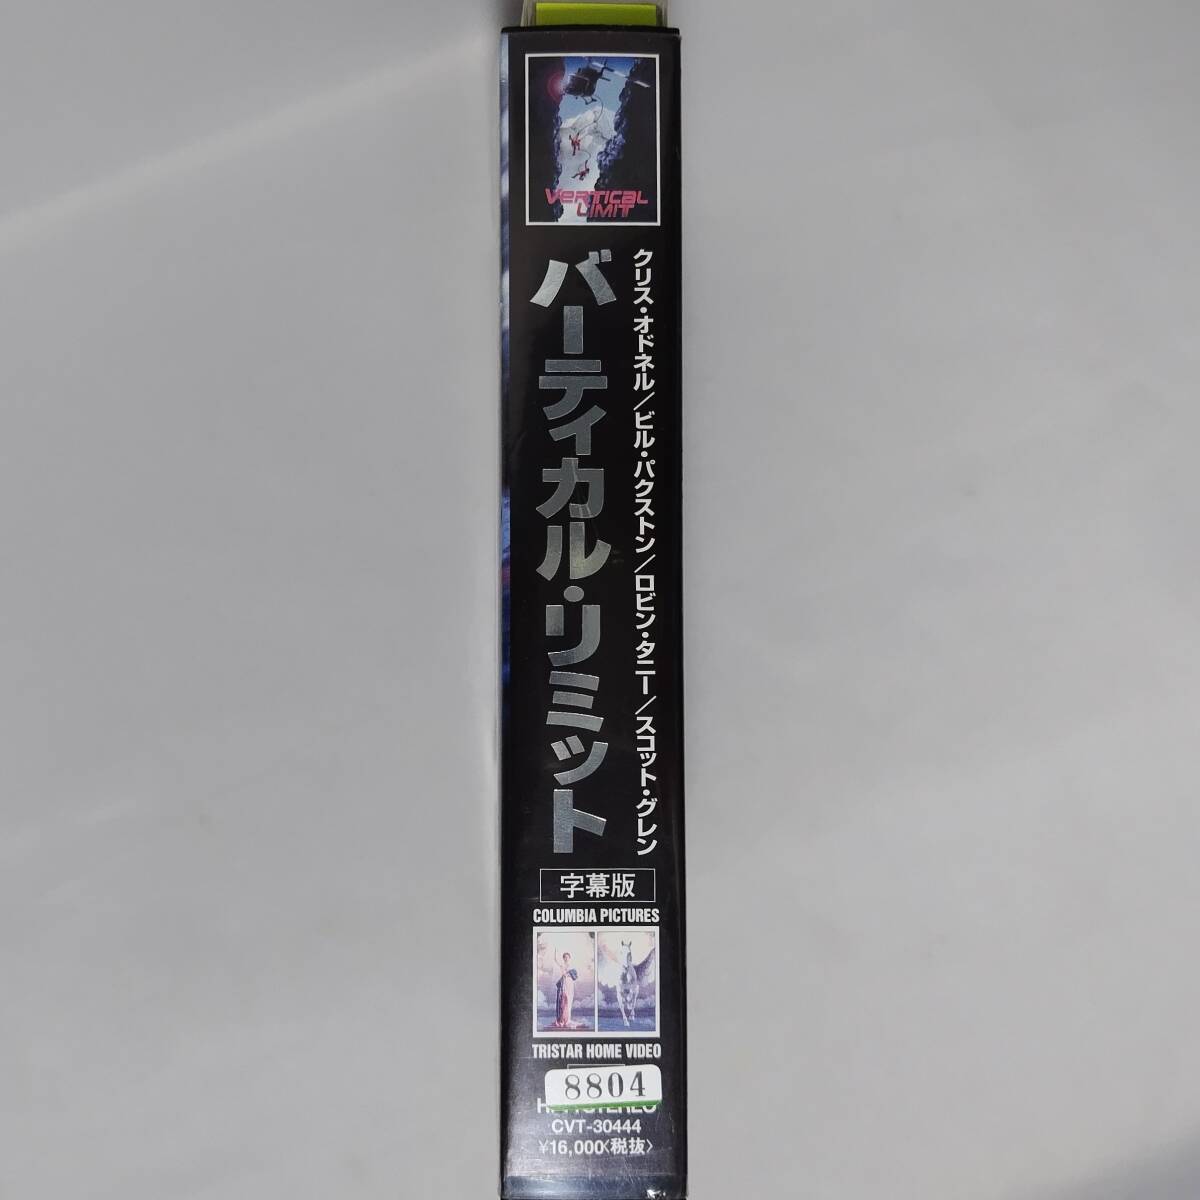 VERTICAL
LIMIT
クリス・オドネル／ビル・パクストン／ロビン・タニー／スコット・グレン
バーティカル・リミット
字幕版
COLUMBIA PICTURES
TRISTAR HOME VIDEO
8804
CVT-30444
¥16,000〈税抜〉